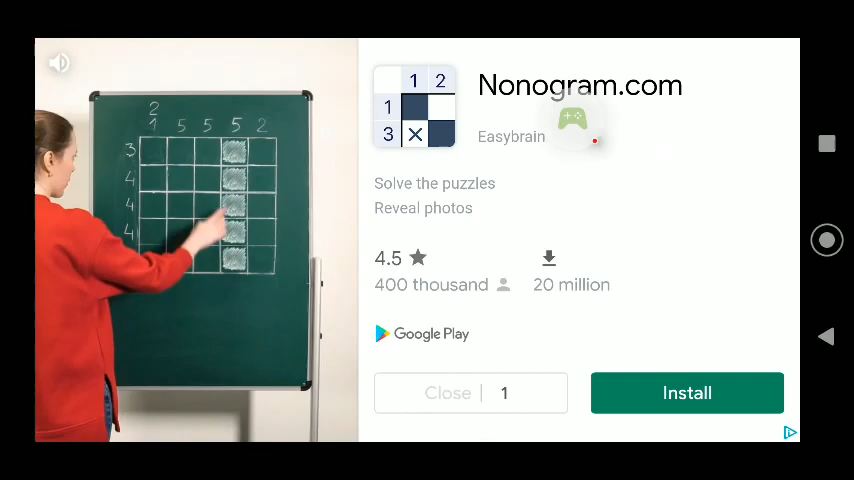 2
1 5 5 5 2
3
4
4
4
1 2
1
3
Nonogram.com
Easybrain
Solve the puzzles
Reveal photos
4.5
400 thousand
20 million
Google Play
Close | 1
Install